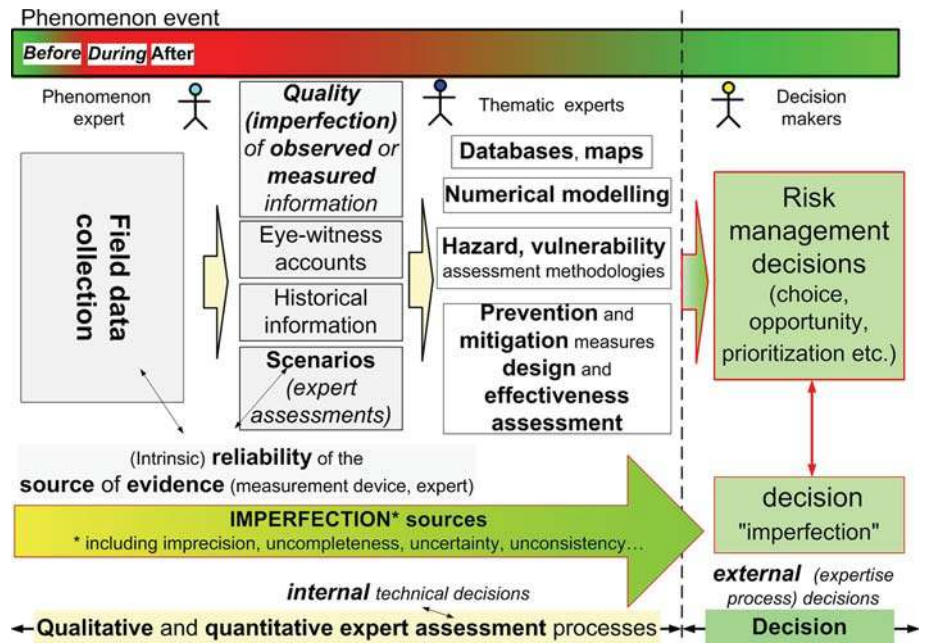 Phenomenon event
Before During After
Phenomenon
expert
Quality
(imperfection)
of observed or
measured
information
Thematic experts
Decision
makers
Field data
collection
Eye-witness
accounts
Historical
information
Scenarios
(expert
assessments)
Databases, maps
Numerical modelling
Hazard, vulnerability
assessment methodologies
Prevention and
mitigation measures
design and
effectiveness
assessment
Risk
management
decisions
(choice,
opportunity,
prioritization etc.)
(Intrinsic) reliability of the
source of evidence (measurement device, expert)
IMPERFECTION* sources
* including imprecision, uncompleteness, uncertainty, unconsistency…
decision
"imperfection"
internal technical decisions
external (expertise
process) decisions
Qualitative and quantitative expert assessment processes
Decision